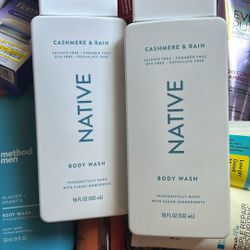 CASHMERE & RAIN
SULFATE FREE • PARABEN FREE
DYE FREE • PHTHALATE FREE
NATIVE
BODY WASH
THOUGHTFULLY MADE
WITH CLEAN INGREDIENTS
18 FL OZ (532 mL)
CASHMERE & RAIN
SULFATE FREE • PARABEN FREE
DYE FREE • PHTHALATE FREE
NATIVE
BODY WASH
THOUGHTFULLY MADE
WITH CLEAN INGREDIENTS
18 FL OZ (532 mL)
method
men
GLACIER +
GRANITE
BODY WASH